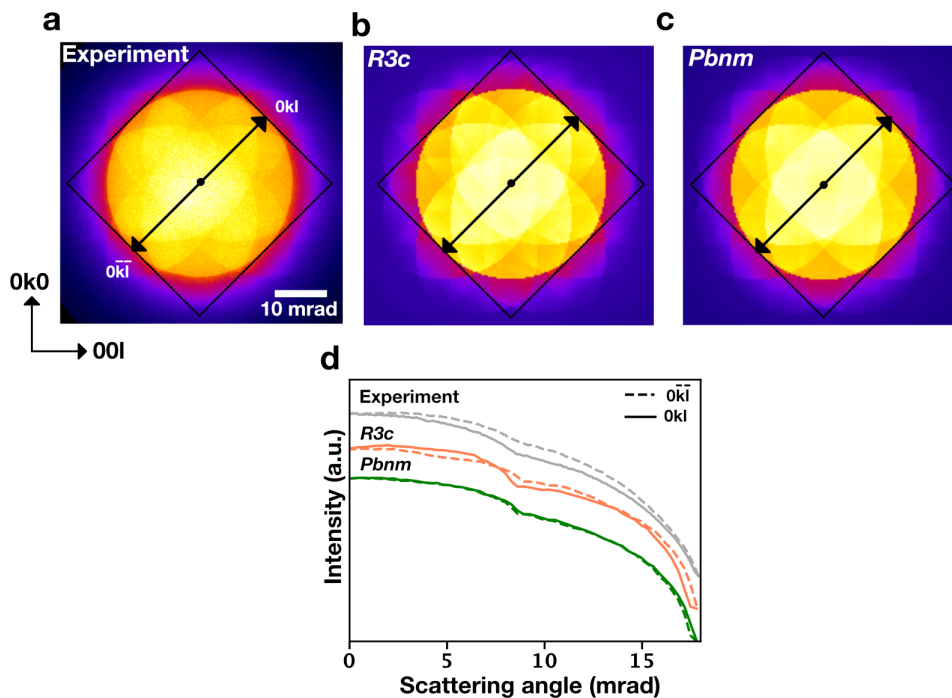 a
Experiment
0kl
0k̅l̅
10 mrad
0k0
00l
b
R3c
c
Pbnm
d
Experiment
R3c
Pbnm
0k̅l̅
0kl
Intensity (a.u.)
0 5 10 15
Scattering angle (mrad)